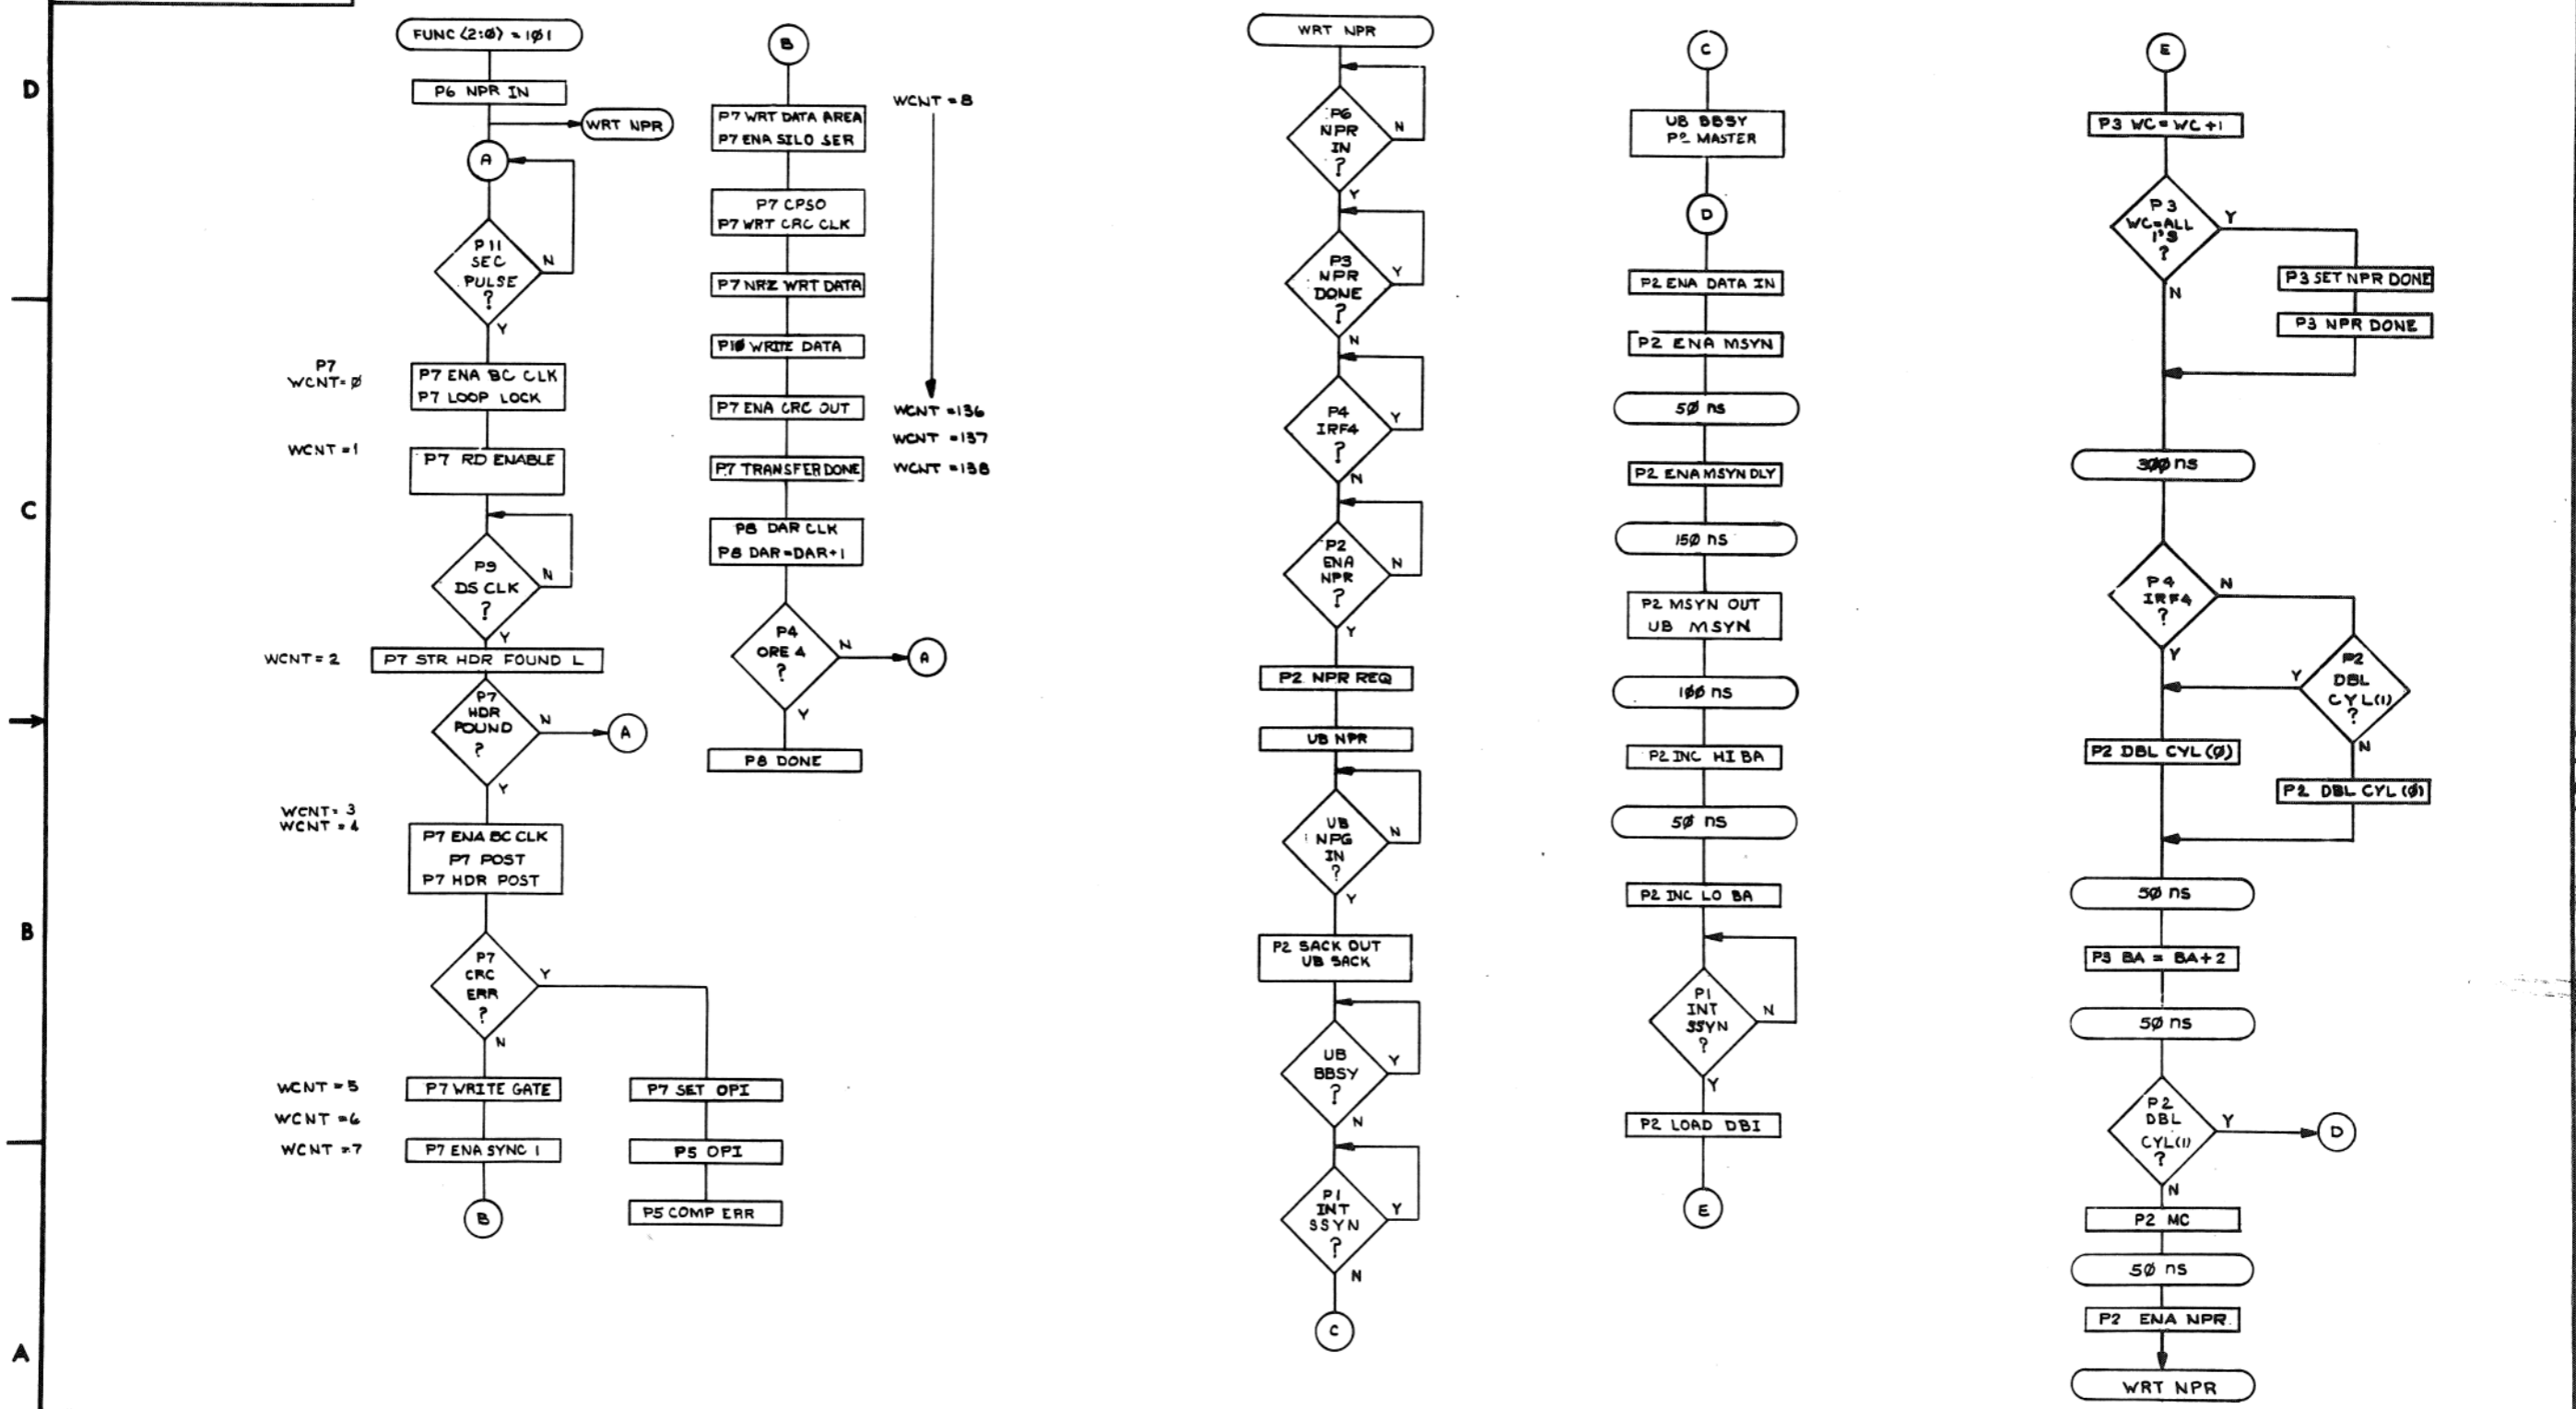 D
C
B
A
FUNC (2:Ø) = 1Ø1
P6 NPR IN
WRT NPR
A
P11
SEC
PULSE
?
N
Y
P7
WCNT=Ø
P7 ENA BC CLK
P7 LOOP LOCK
WCNT=1
P7 RD ENABLE
P9
DS CLK
?
N
Y
WCNT=2
P7 STR HDR FOUND L
P7
HDR
FOUND
?
N
A
Y
WCNT=3
WCNT=4
P7 ENA BC CLK
P7 POST
P7 HDR POST
P7
CRC
ERR
?
Y
N
WCNT=5
P7 WRITE GATE
WCNT=6
WCNT=7
P7 ENA SYNC 1
B
P7 SET OPI
P5 OPI
P5 COMP ERR
B
WCNT=8
P7 WRT DATA AREA
P7 ENA SILO SER
P7 CPSO
P7 WRT CRC CLK
P7 NRZ WRT DATA
P1Ø WRITE DATA
P7 ENA CRC OUT
WCNT=136
WCNT=137
P7 TRANSFER DONE
WCNT=138
P8 DAR CLK
P8 DAR=DAR+1
P4
ORE 4
?
N
A
Y
P8 DONE
WRT NPR
P6
NPR
IN
?
N
Y
P3
NPR
DONE
?
Y
N
P4
IRF4
?
Y
N
P2
ENA
NPR
?
N
Y
P2 NPR REQ
UB NPR
UB
NPG
IN
?
N
Y
P2 SACK OUT
UB SACK
UB
BBSY
?
Y
N
P1
INT
SSYN
?
Y
N
C
C
UB BBSY
P2 MASTER
D
P2 ENA DATA IN
P2 ENA MSYN
5Ø ns
P2 ENA MSYN DLY
15Ø ns
P2 MSYN OUT
UB MSYN
1ØØ ns
P2 INC HI BA
5Ø ns
P2 INC LO BA
P1
INT
SSYN
?
N
Y
P2 LOAD DBI
E
E
P3 WC=WC+1
P3
WC=ALL
1'S
?
Y
N
P3 SET NPR DONE
P3 NPR DONE
3ØØ ns
P4
IRF4
?
N
Y
P2
DBL
CYL(1)
?
Y
N
P2 DBL CYL(Ø)
P2 DBL CYL(Ø)
5Ø ns
P3 BA = BA+2
5Ø ns
P2
DBL
CYL(1)
?
Y
D
N
P2 MC
5Ø ns
P2 ENA NPR
WRT NPR